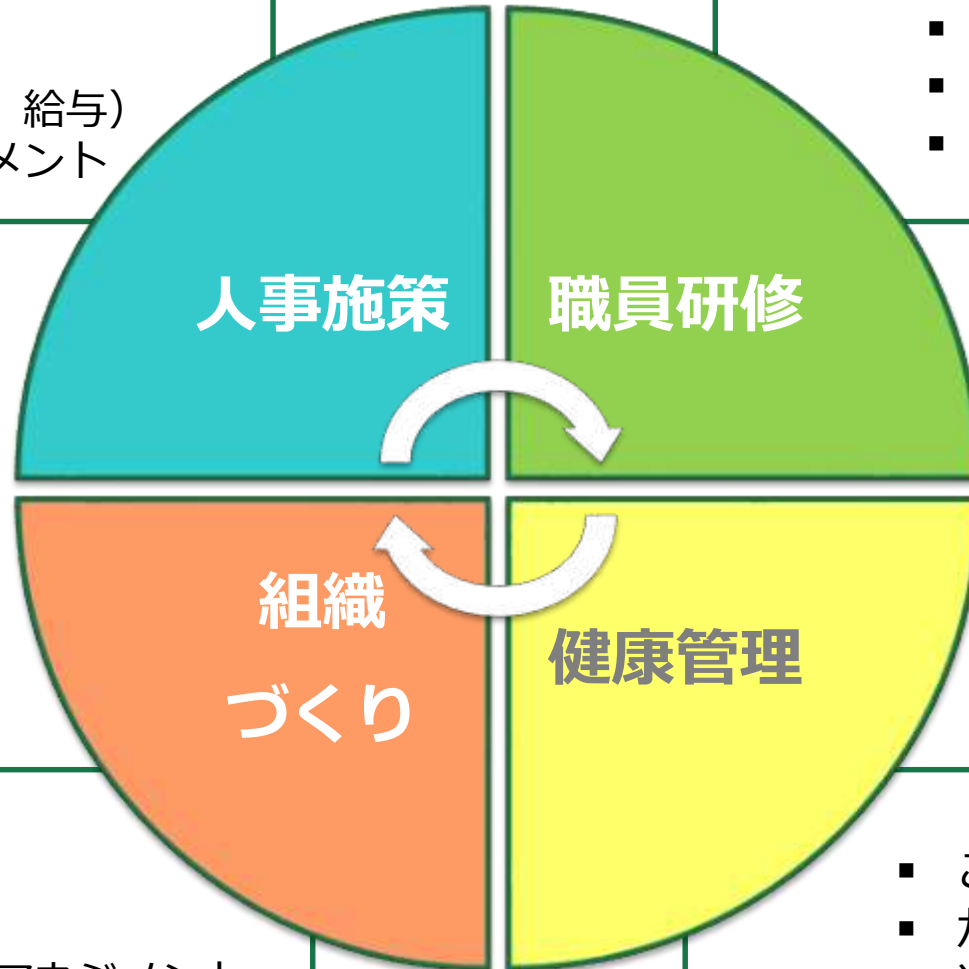 給与）
メント
人事施策
職員研修
組織
づくり
健康管理